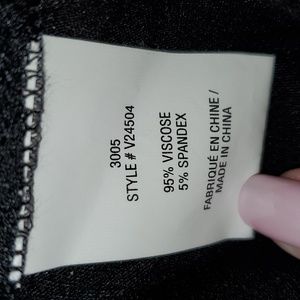 3005
STYLE # V24504
95% VISCOSE
5% SPANDEX
FABRIQUÉ EN CHINE /
MADE IN CHINA